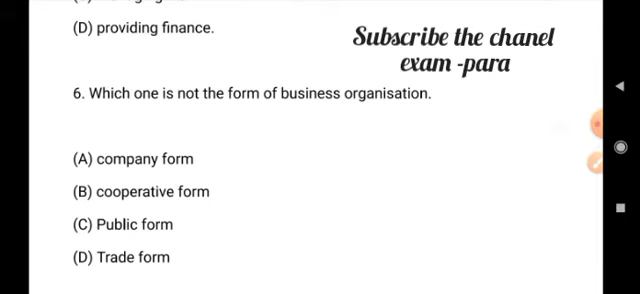 (D) providing finance.
Subscribe the chanel
exam -para
6. Which one is not the form of business organisation.
(A) company form
(B) cooperative form
(C) Public form
(D) Trade form